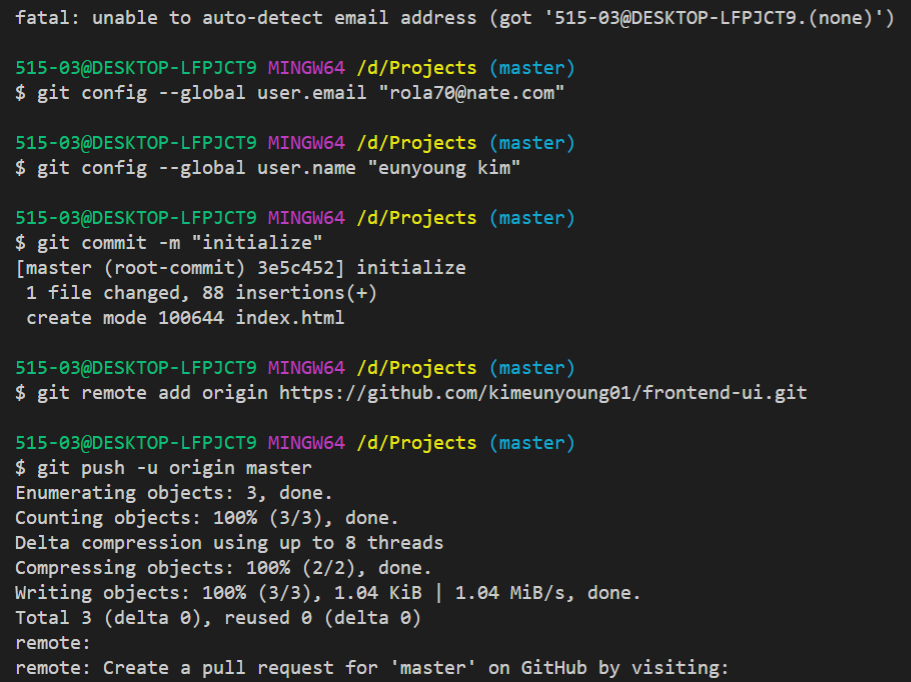 fatal: unable to auto-detect email address (got '515-03@DESKTOP-LFPJCT9.(none)')
515-03@DESKTOP-LFPJCT9 MINGW64 /d/Projects (master)
$ git config --global user.email "rola70@nate.com"
515-03@DESKTOP-LFPJCT9 MINGW64 /d/Projects (master)
$ git config --global user.name "eunyoung kim"
515-03@DESKTOP-LFPJCT9 MINGW64 /d/Projects (master)
$ git commit -m "initialize"
[master (root-commit) 3e5c452] initialize
1 file changed, 88 insertions(+)
create mode 100644 index.html
515-03@DESKTOP-LFPJCT9 MINGW64 /d/Projects (master)
$ git remote add origin https://github.com/kimeunyoung01/frontend-ui.git
515-03@DESKTOP-LFPJCT9 MINGW64 /d/Projects (master)
$ git push -u origin master
Enumerating objects: 3, done.
Counting objects: 100% (3/3), done.
Delta compression using up to 8 threads
Compressing objects: 100% (2/2), done.
Writing objects: 100% (3/3), 1.04 KiB | 1.04 MiB/s, done.
Total 3 (delta 0), reused 0 (delta 0)
remote:
remote: Create a pull request for 'master' on GitHub by visiting: